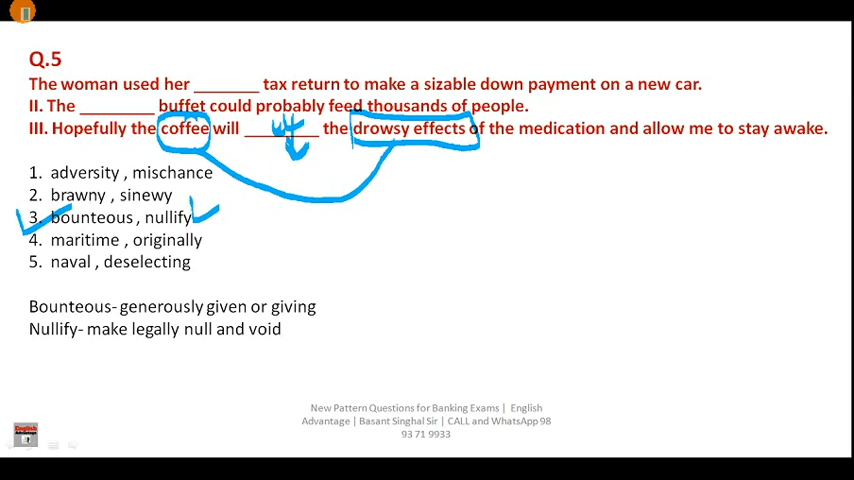 Q.5
The woman used her _______ tax return to make a sizable down payment on a new car.
II. The ________ buffet could probably feed thousands of people.
III. Hopefully the coffee will ________ the drowsy effects of the medication and allow me to stay awake.
1. adversity , mischance
2. brawny , sinewy
3. bounteous , nullify
4. maritime , originally
5. naval , deselecting
Bounteous- generously given or giving
Nullify- make legally null and void
New Pattern Questions for Banking Exams | English
Advantage | Basant Singhal Sir | CALL and WhatsApp 98
93 71 9933
English
Advantage